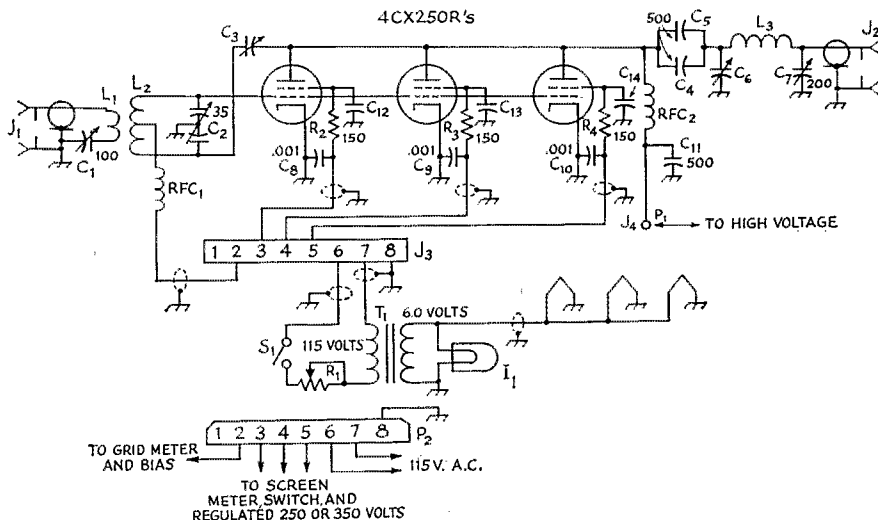 4CX250R's
C3
500
C5
C4
L3
J2
L1
L2
35
C2
J1
C1
100
RFC1
C12
R2
150
.001
C8
C13
R3
150
.001
C9
C14
R4
150
.001
C10
RFC2
C11
500
C6
C7
200
J4
P1
TO HIGH VOLTAGE
1 2 3 4 5 6 7 8
J3
S1
115 VOLTS
R1
T1
6.0 VOLTS
I1
1 2 3 4 5 6 7 8
P2
TO GRID METER
AND BIAS
115 V. A.C.
TO SCREEN
METER, SWITCH, AND
REGULATED 250 OR 350 VOLTS